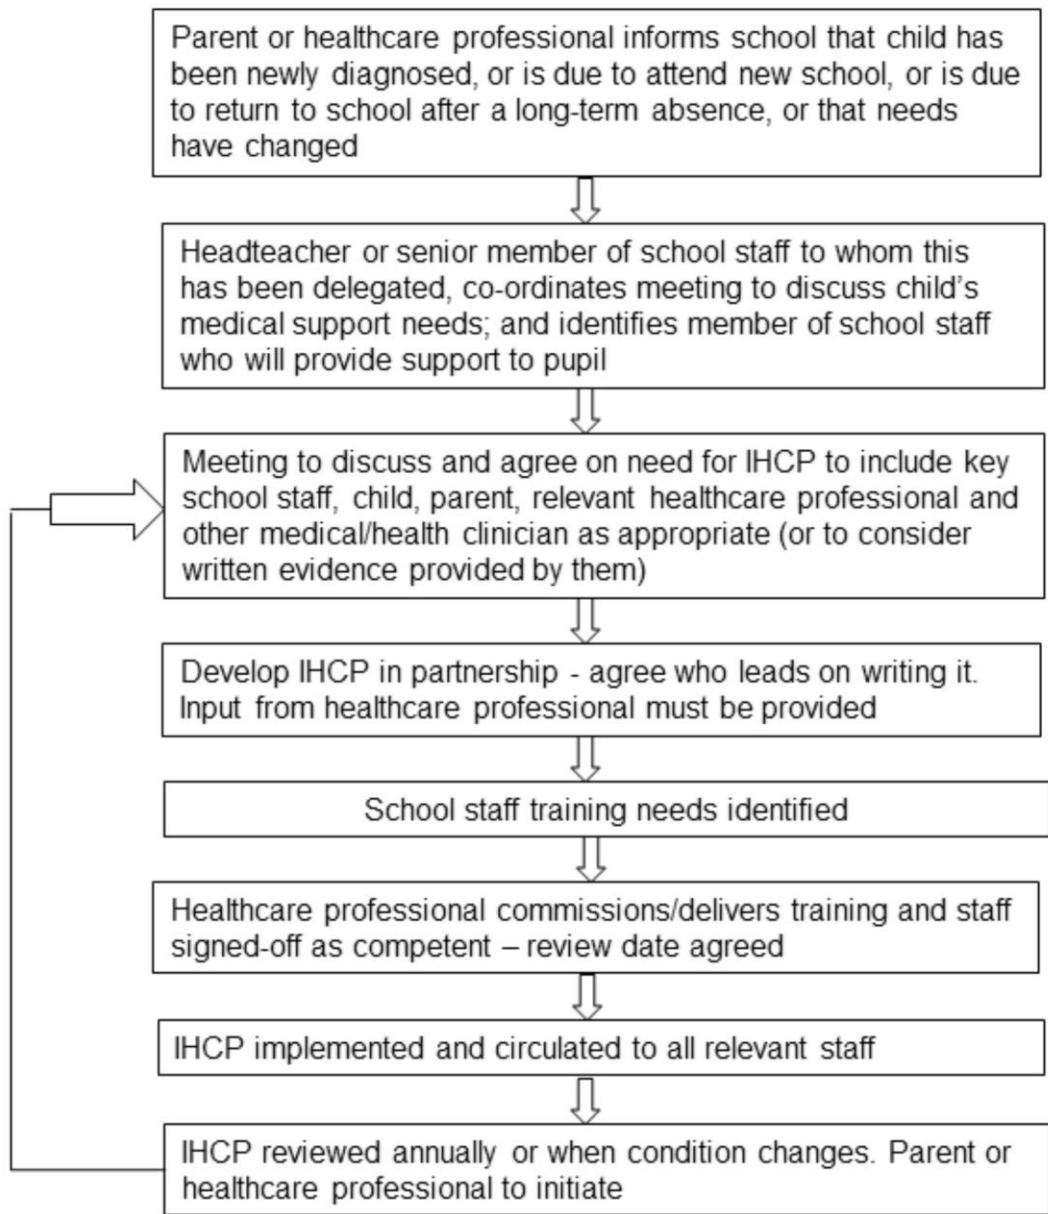 Parent or healthcare professional informs school that child has
been newly diagnosed, or is due to attend new school, or is due
to return to school after a long-term absence, or that needs
have changed
Headteacher or senior member of school staff to whom this
has been delegated, co-ordinates meeting to discuss child's
medical support needs; and identifies member of school staff
who will provide support to pupil
Meeting to discuss and agree on need for IHCP to include key
school staff, child, parent, relevant healthcare professional and
other medical/health clinician as appropriate (or to consider
written evidence provided by them)
Develop IHCP in partnership - agree who leads on writing it.
Input from healthcare professional must be provided
School staff training needs identified
Healthcare professional commissions/delivers training and staff
signed-off as competent – review date agreed
IHCP implemented and circulated to all relevant staff
IHCP reviewed annually or when condition changes. Parent or
healthcare professional to initiate